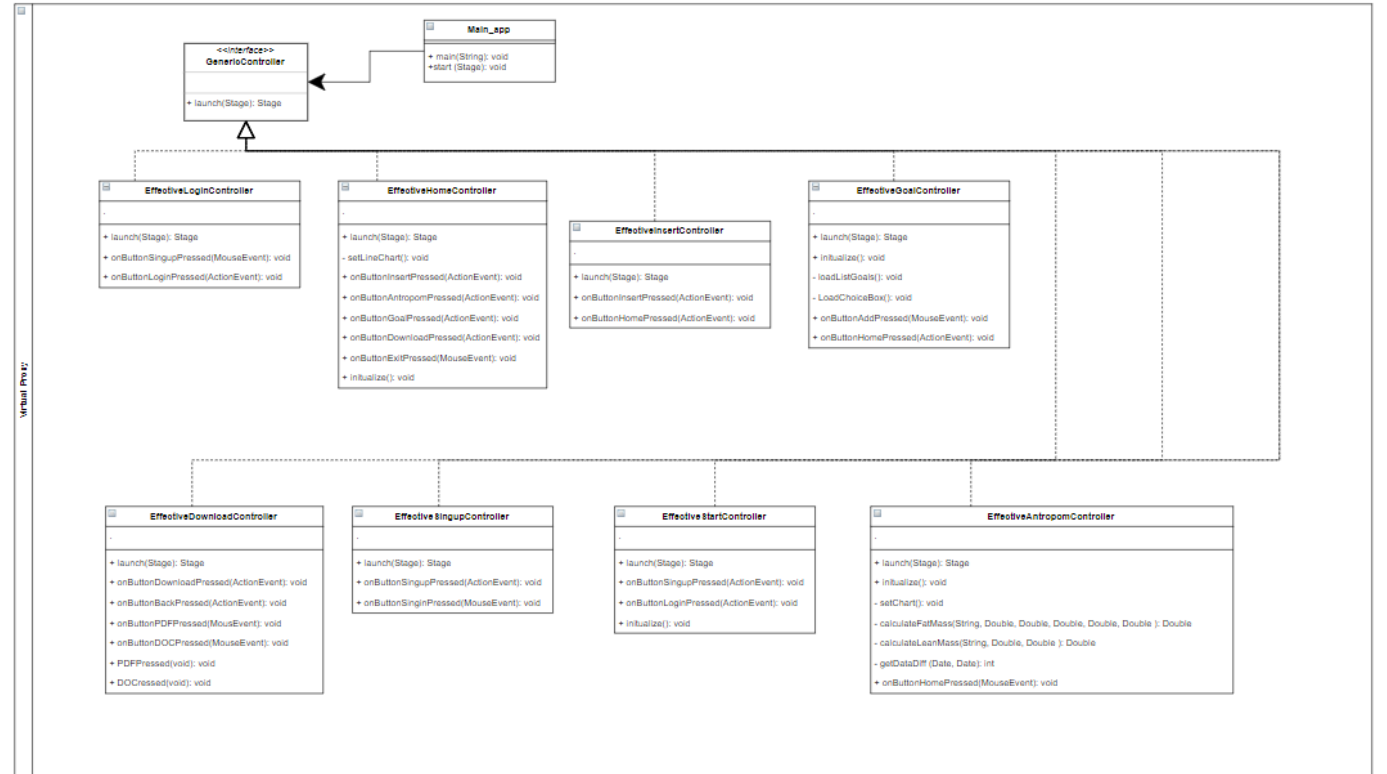 Virtual Proxy
Main_app
+ main(String): void
+start (Stage): void
<<interface>>
GenericController
+ launch(Stage): Stage
EffectiveLoginController
+ launch(Stage): Stage
+ onButtonSingupPressed(MouseEvent): void
+ onButtonLoginPressed(ActionEvent): void
EffectiveHomeController
+ launch(Stage): Stage
- setLineChart(): void
+ onButtonInsertPressed(ActionEvent): void
+ onButtonAntropomPressed(ActionEvent): void
+ onButtonGoalPressed(ActionEvent): void
+ onButtonDownloadPressed(ActionEvent): void
+ onButtonExitPressed(MouseEvent): void
+ initualize(): void
EffectiveInsertController
+ launch(Stage): Stage
+ onButtonInsertPressed(ActionEvent): void
+ onButtonHomePressed(ActionEvent): void
EffectiveGoalController
+ launch(Stage): Stage
+ initualize(): void
- loadListGoals(): void
- LoadChoiceBox(): void
+ onButtonAddPressed(MouseEvent): void
+ onButtonHomePressed(ActionEvent): void
EffectiveDownloadController
+ launch(Stage): Stage
+ onButtonDownloadPressed(ActionEvent): void
+ onButtonBackPressed(ActionEvent): void
+ onButtonPDFPressed(MousEvent): void
+ onButtonDOCPressed(MouseEvent): void
+ PDFPressed(void): void
+ DOCressed(void): void
EffectiveSingupController
+ launch(Stage): Stage
+ onButtonSingupPressed(ActionEvent): void
+ onButtonSinginPressed(MouseEvent): void
EffectiveStartController
+ launch(Stage): Stage
+ onButtonSingupPressed(ActionEvent): void
+ onButtonLoginPressed(ActionEvent): void
+ initualize(): void
EffectiveAntropomController
+ launch(Stage): Stage
+ initualize(): void
- setChart(): void
- calculateFatMass(String, Double, Double, Double, Double, Double ): Double
- calculateLeanMass(String, Double, Double ): Double
- getDataDiff (Date, Date): int
+ onButtonHomePressed(MouseEvent): void